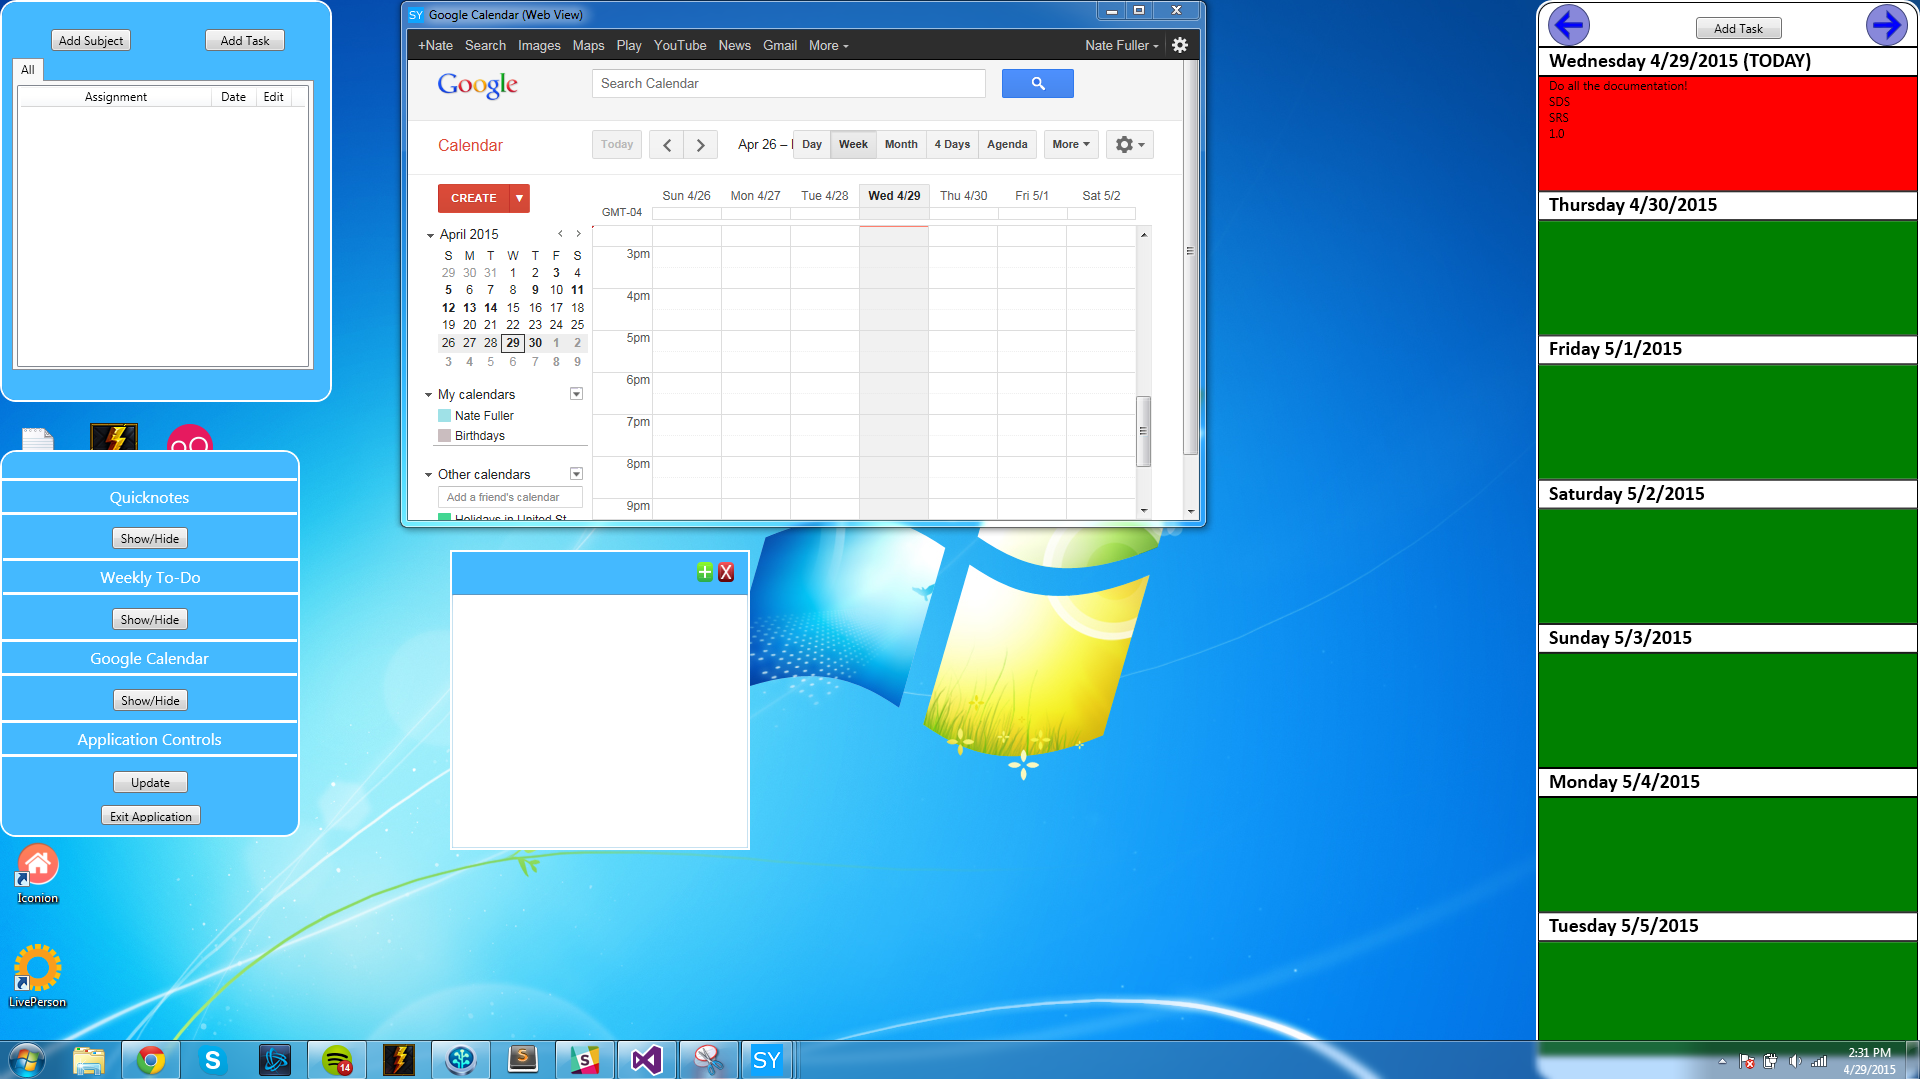 Add Subject
Add Task
All
Assignment Date Edit
Quicknotes
Show/Hide
Weekly To-Do
Show/Hide
Google Calendar
Show/Hide
Application Controls
Update
Exit Application
Iconion
LivePerson
SY Google Calendar (Web View)
+Nate Search Images Maps Play YouTube News Gmail More
Nate Fuller
Google
Search Calendar
Calendar
Today
Apr 26 –
Day Week Month 4 Days Agenda More
CREATE
Sun 4/26 Mon 4/27 Tue 4/28 Wed 4/29 Thu 4/30 Fri 5/1 Sat 5/2
GMT-04
April 2015
S M T W T F S
29 30 31 1 2 3 4
5 6 7 8 9 10 11
12 13 14 15 16 17 18
19 20 21 22 23 24 25
26 27 28 29 30 1 2
3 4 5 6 7 8 9
My calendars
Nate Fuller
Birthdays
Other calendars
Add a friend's calendar
Holidays in United St
3pm
4pm
5pm
6pm
7pm
8pm
9pm
X
Add Task
Wednesday 4/29/2015 (TODAY)
Do all the documentation!
SDS
SRS
1.0
Thursday 4/30/2015
Friday 5/1/2015
Saturday 5/2/2015
Sunday 5/3/2015
Monday 5/4/2015
Tuesday 5/5/2015
S
14
S
S
SY
2:31 PM
4/29/2015